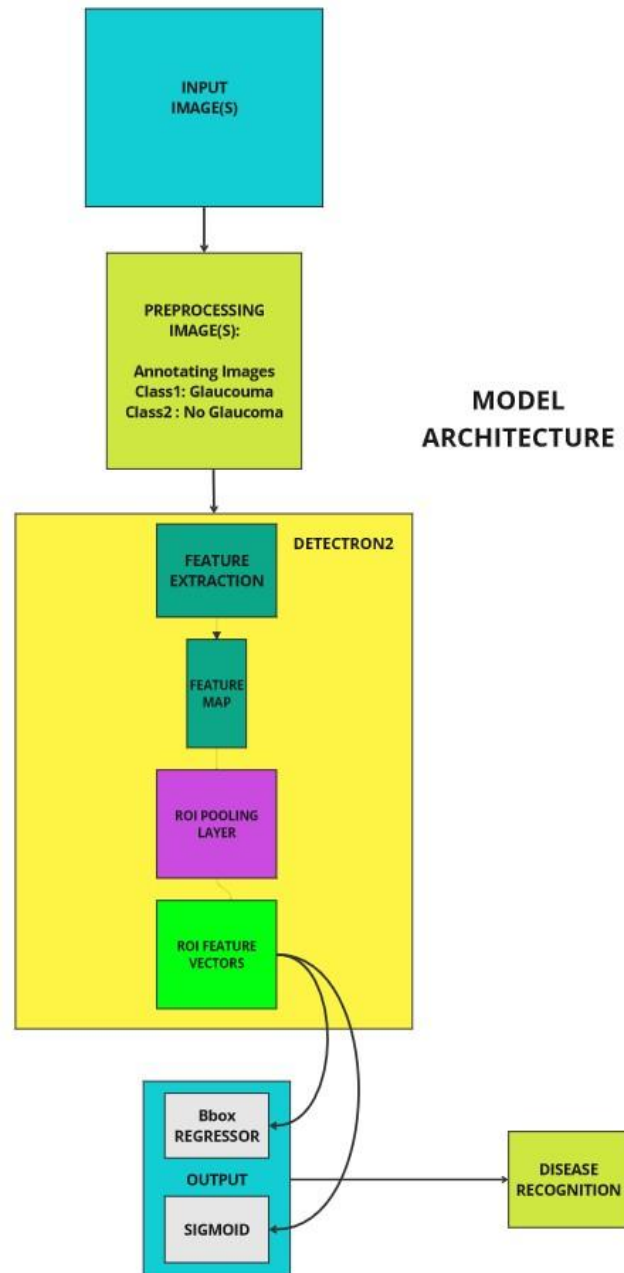 INPUT
IMAGE(S)
PREPROCESSING
IMAGE(S):
Annotating Images
Class1: Glaucouma
Class2 : No Glaucoma
MODEL
ARCHITECTURE
DETECTRON2
FEATURE
EXTRACTION
FEATURE
MAP
ROI POOLING
LAYER
ROI FEATURE
VECTORS
Bbox
REGRESSOR
OUTPUT
SIGMOID
DISEASE
RECOGNITION